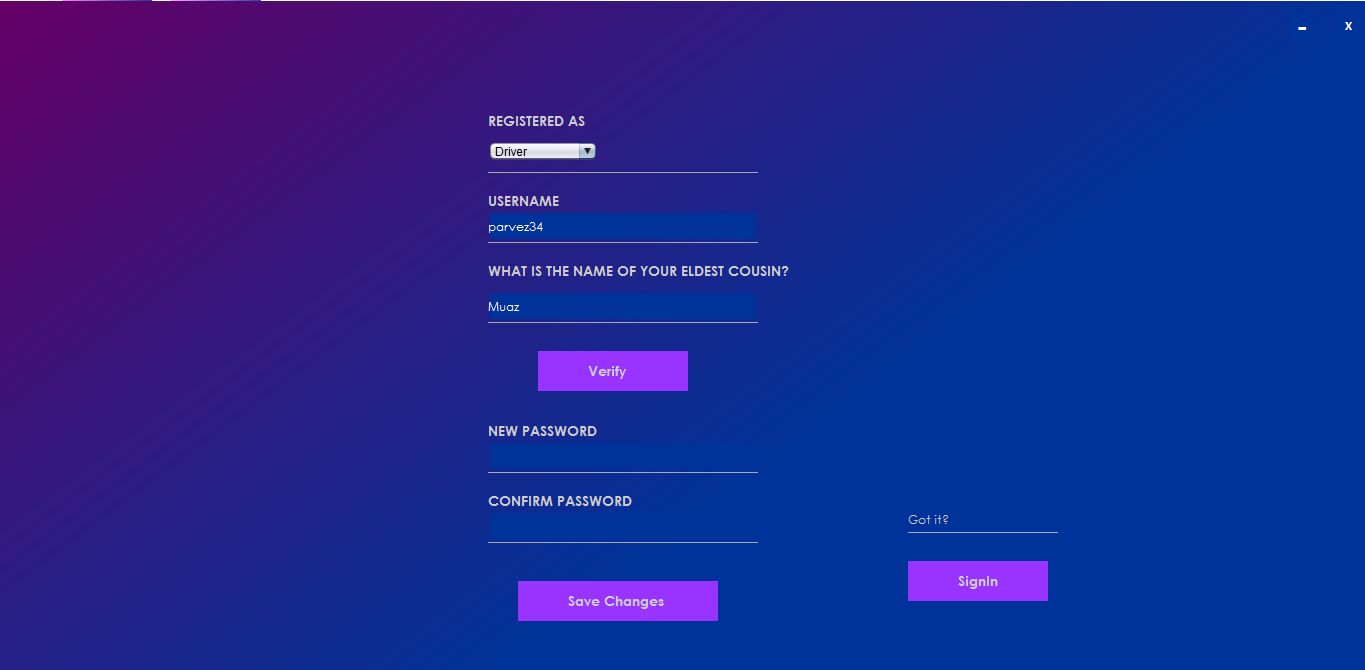 x
REGISTERED AS
Driver
USERNAME
parvez34
WHAT IS THE NAME OF YOUR ELDEST COUSIN?
Muaz
Verify
NEW PASSWORD
CONFIRM PASSWORD
Save Changes
Got it?
SignIn